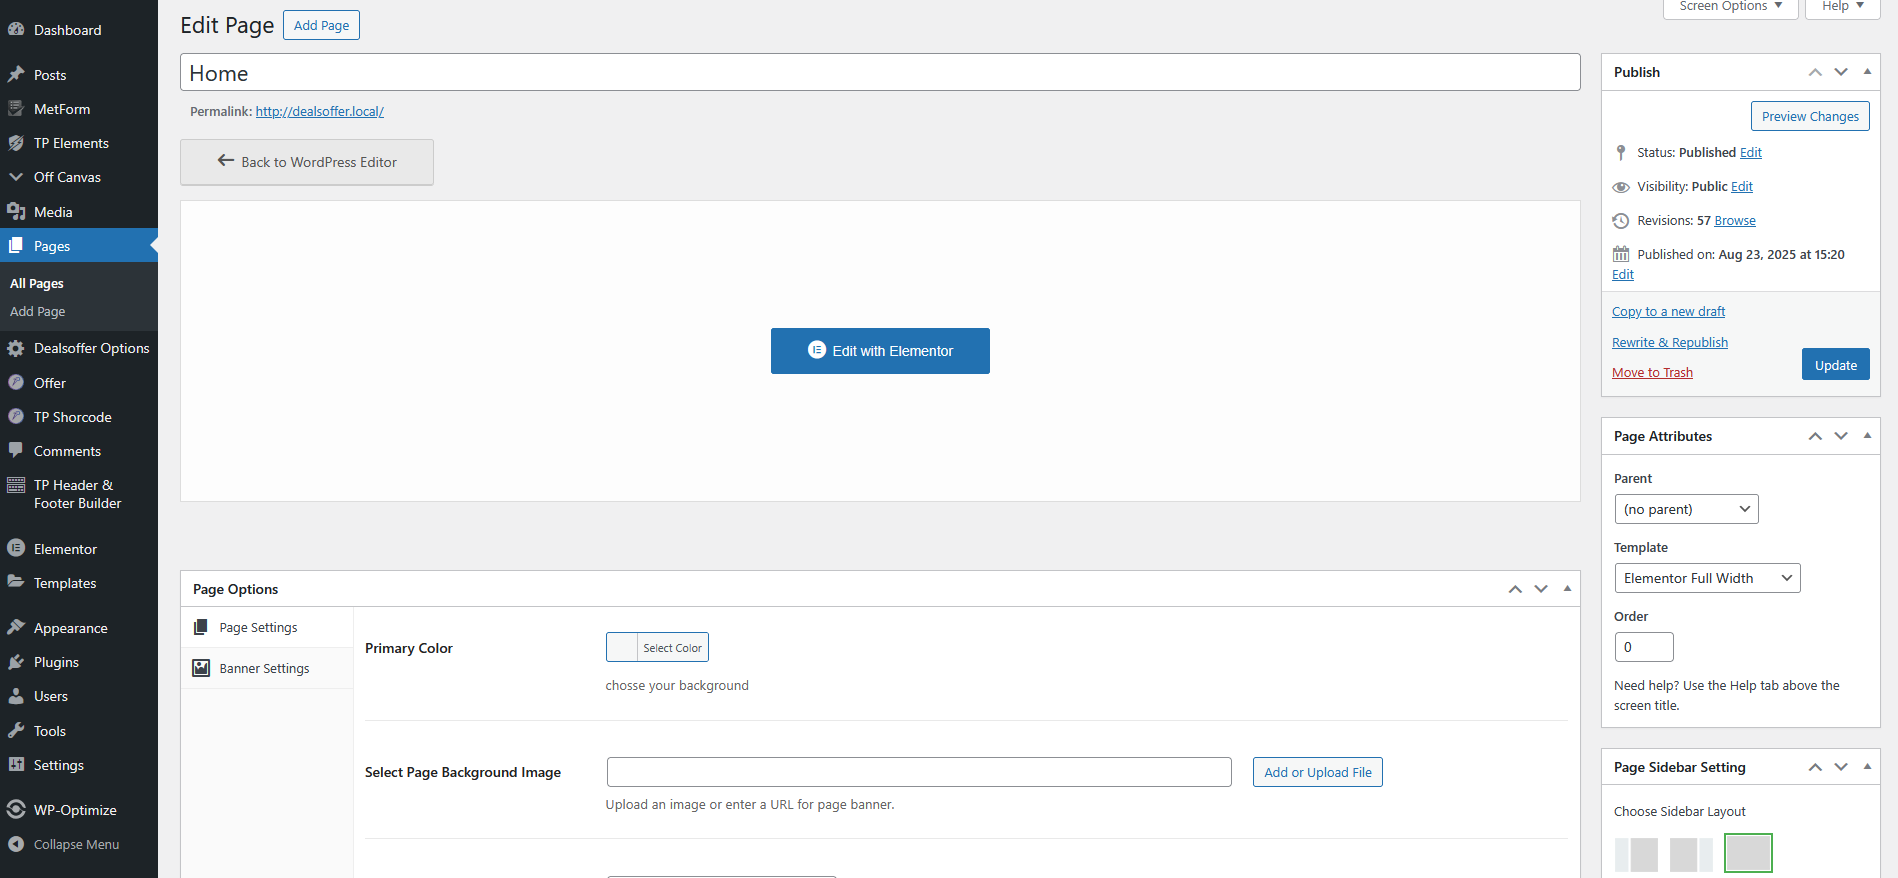 Dashboard
Posts
MetForm
TP Elements
Off Canvas
Media
Pages
All Pages
Add Page
Dealsoffer Options
Offer
TP Shorcode
Comments
TP Header &
Footer Builder
Elementor
Templates
Appearance
Plugins
Users
Tools
Settings
WP-Optimize
Collapse Menu
Screen Options
Help
Edit Page
Add Page
Home
Permalink: http://dealsoffer.local/
Back to WordPress Editor
Edit with Elementor
Page Options
Page Settings
Banner Settings
Primary Color
Select Color
chosse your background
Select Page Background Image
Add or Upload File
Upload an image or enter a URL for page banner.
Publish
Preview Changes
Status: Published Edit
Visibility: Public Edit
Revisions: 57 Browse
Published on: Aug 23, 2025 at 15:20
Edit
Copy to a new draft
Rewrite & Republish
Move to Trash
Update
Page Attributes
Parent
(no parent)
Template
Elementor Full Width
Order
0
Need help? Use the Help tab above the
screen title.
Page Sidebar Setting
Choose Sidebar Layout